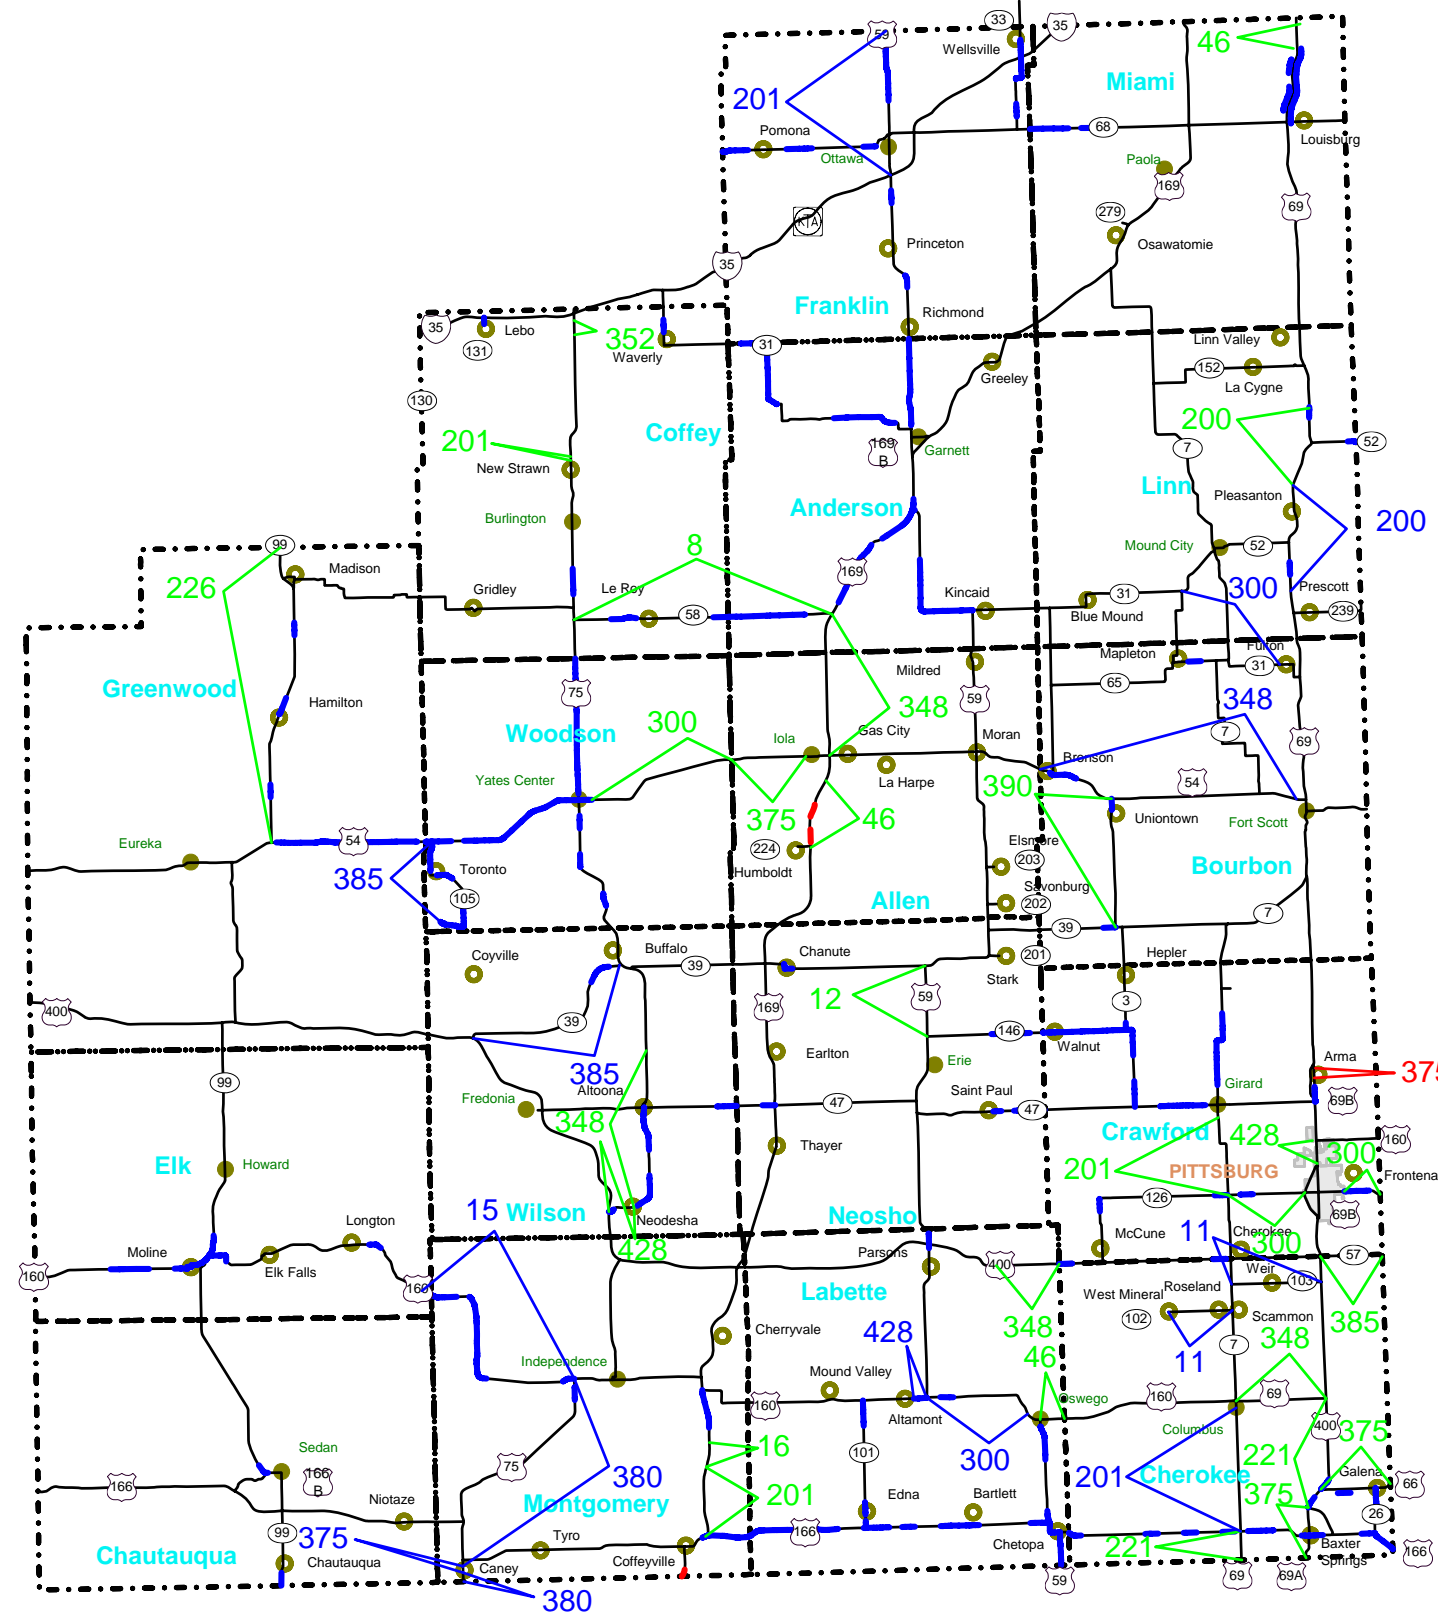 33
35
59
Wellsville
46
Miami
201
68
Pomona
Ottawa
Louisburg
Paola
169
279
69
KTA
Princeton
Osawatomie
35
Franklin
Richmond
35
Lebo
131
352
Waverly
31
Linn Valley
Greeley
152
La Cygne
130
201
Coffey
200
169
B
Garnett
7
52
New Strawn
Linn
Pleasanton
Anderson
200
Burlington
Mound City
52
99
Madison
8
169
226
Gridley
Le Roy
58
Kincaid
31
300
Prescott
Blue Mound
239
Mildred
Mapleton
Fulton
31
65
Greenwood
75
59
Hamilton
348
348
Woodson
300
Iola
Gas City
Moran
7
69
Bronson
La Harpe
Yates Center
390
54
375
46
Uniontown
Fort Scott
Eureka
54
224
Elsmore
203
Humboldt
Bourbon
385
Toronto
Savonburg
105
Allen
202
7
39
Buffalo
Chanute
Hepler
Coyville
39
201
Stark
12
59
3
400
169
39
146
Walnut
Earlton
Erie
Arma
385
375
99
Altoona
Fredonia
Girard
47
Saint Paul
47
69B
348
Crawford
428
160
Thayer
Elk
Howard
201
PITTSBURG
300
Frontena
126
15
Wilson
Neodesha
Neosho
69B
Longton
11
McCune
Cherokee
300
Moline
428
Parsons
57
Elk Falls
400
Weir
160
160
Labette
West Mineral
Roseland
103
102
Scammon
Cherryvale
348
385
428
7
348
46
11
Independence
Mound Valley
160
Oswego
160
69
Altamont
Columbus
400
375
Sedan
16
101
300
221
166
B
75
380
201
Cherokee
Galena
166
66
Montgomery
201
375
Niotaze
Edna
Bartlett
26
99
375
Tyro
166
Chetopa
221
Baxter
Springs
166
Chautauqua
Chautauqua
Caney
Coffeyville
59
69
69A
380